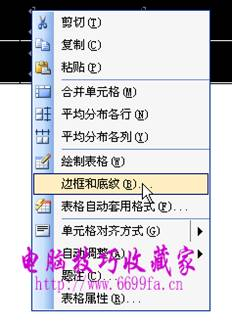 剪切(T)
复制(C)
粘贴(P)
合并单元格(M)
平均分布各行(N)
平均分布各列(Y)
绘制表格(W)
边框和底纹(B)...
表格自动套用格式(F)...
单元格对齐方式(G)
自动调整(A)
电脑技巧收藏家
题注(C)...
http://www.6699fa.cn
表格属性(R)...